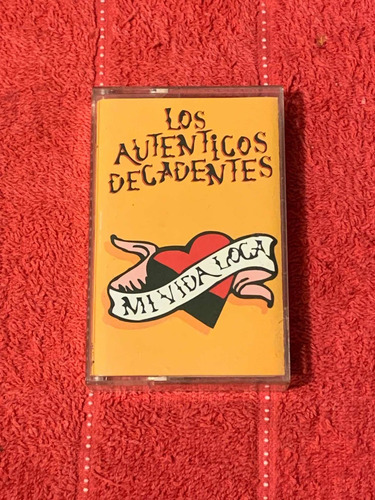 LOS
AUTENTICOS
DECADENTES
MI VIDA LOCA